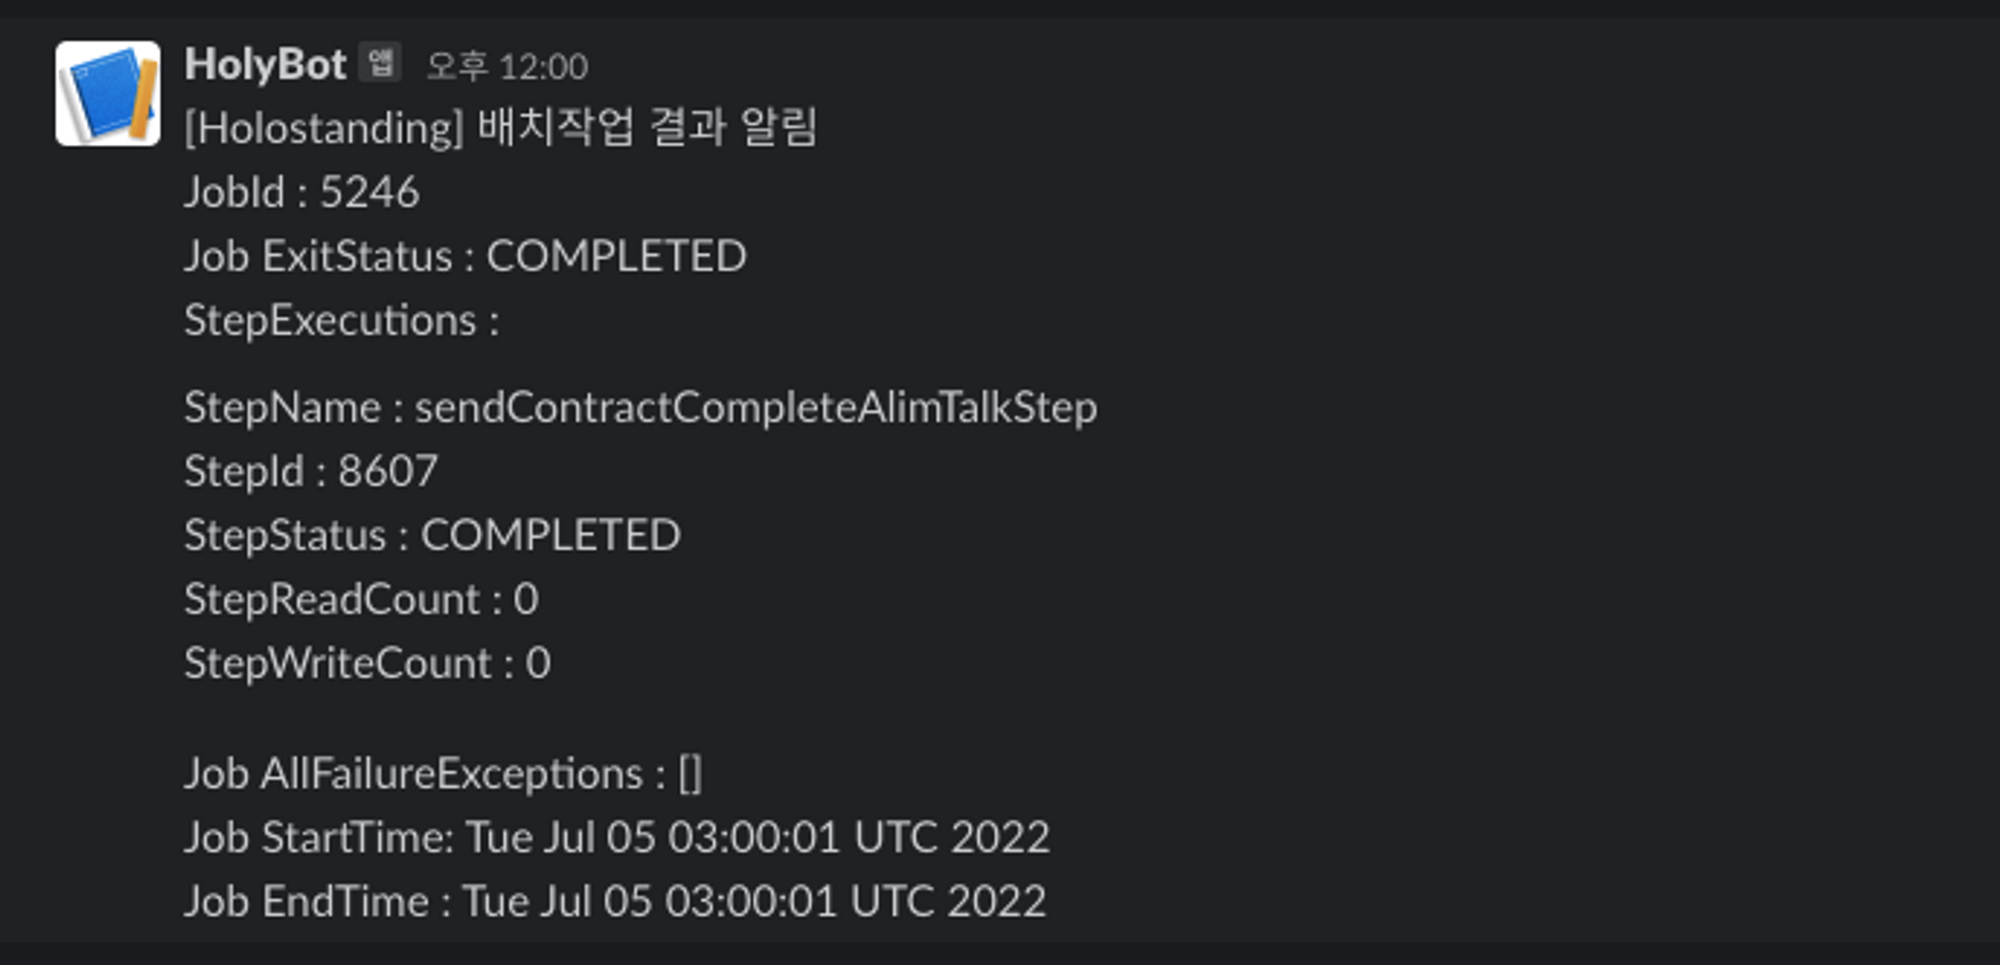 HolyBot 앱 오후 12:00
[Holostanding] 배치작업 결과 알림
JobId : 5246
Job ExitStatus : COMPLETED
StepExecutions :
StepName : sendContractCompleteAlimTalkStep
StepId : 8607
StepStatus : COMPLETED
StepReadCount : 0
StepWriteCount : 0
Job AllFailureExceptions : []
Job StartTime: Tue Jul 05 03:00:01 UTC 2022
Job EndTime : Tue Jul 05 03:00:01 UTC 2022